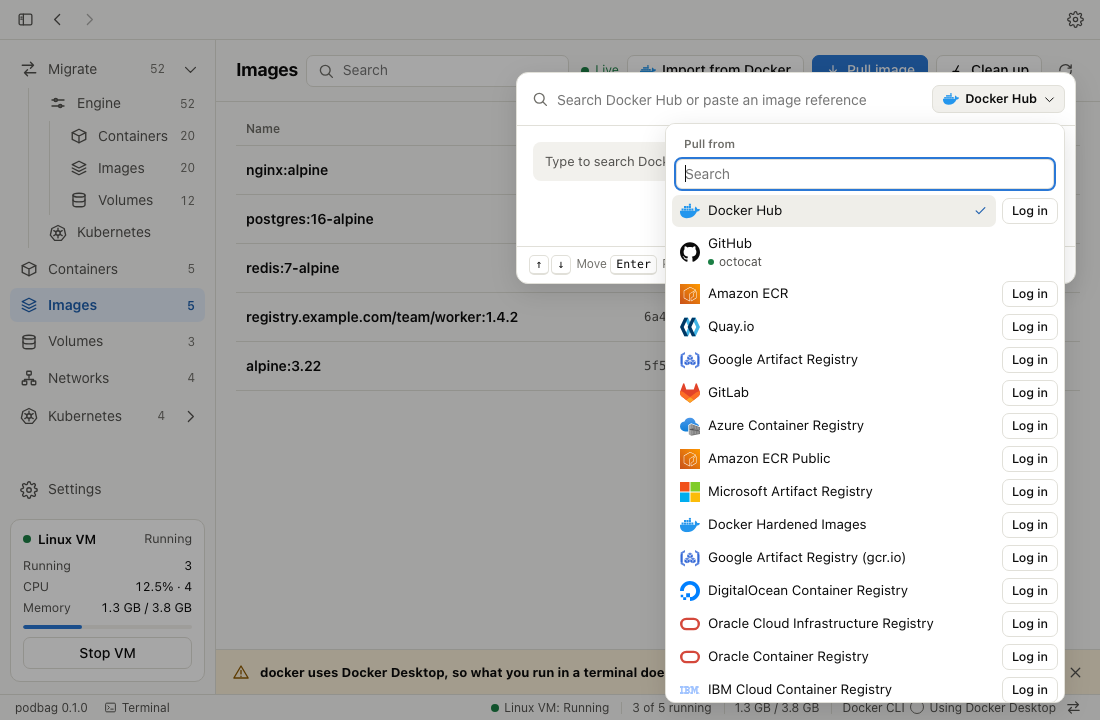 Migrate 52
Engine 52
Containers 20
Images 20
Volumes 12
Kubernetes
Containers 5
Images 5
Volumes 3
Networks 4
Kubernetes 4
Settings
Linux VM Running
Running 3
CPU 12.5% · 4
Memory 1.3 GB / 3.8 GB
Stop VM
Images
Search
Live
Import from Docker
Pull image
Clean up
Name
nginx:alpine
postgres:16-alpine
redis:7-alpine
registry.example.com/team/worker:1.4.2 6a4
alpine:3.22 5f5
Search Docker Hub or paste an image reference
Docker Hub
Type to search
↑ ↓ Move Enter
Pull from
Search
Docker Hub Log in
GitHub
octocat
Amazon ECR Log in
Quay.io Log in
Google Artifact Registry Log in
GitLab Log in
Azure Container Registry Log in
Amazon ECR Public Log in
Microsoft Artifact Registry Log in
Docker Hardened Images Log in
Google Artifact Registry (gcr.io) Log in
DigitalOcean Container Registry Log in
Oracle Cloud Infrastructure Registry Log in
Oracle Container Registry Log in
IBM IBM Cloud Container Registry Log in
docker uses Docker Desktop, so what you run in a terminal doe
podbag 0.1.0 Terminal
Linux VM: Running 3 of 5 running 1.3 GB / 3.8 GB Docker CLI Using Docker Desktop